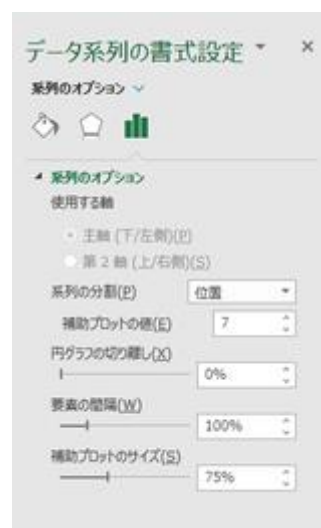 データ系列の書式設定
系列のオプション
系列のオプション
使用する軸
主軸 (下/左側)(P)
第 2 軸 (上/右側)(S)
系列の分割(P) 位置
補助プロットの値(E) 7
円グラフの切り離し(X)
0%
要素の間隔(W)
100%
補助プロットのサイズ(S)
75%